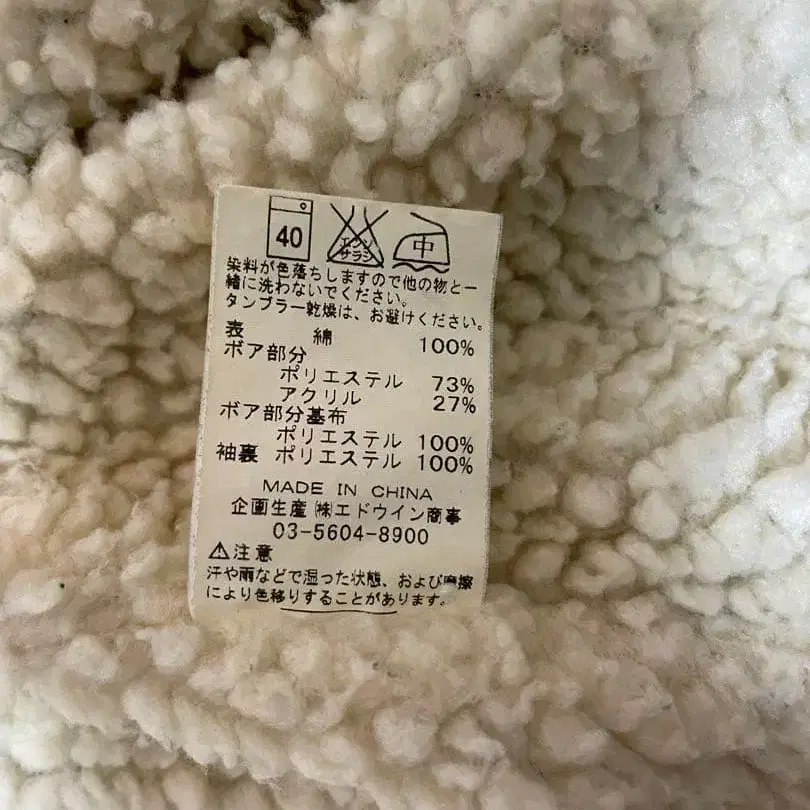 40 エンソサラシ 中
染料が色落ちしますので他の物と一
緒に洗わないでください。
タンブラー乾燥は、お避けください。
表 綿 100%
ボア部分
ポリエステル 73%
アクリル 27%
ボア部分基布
ポリエステル 100%
袖裏 ポリエステル 100%
MADE IN CHINA
企画生産 ㈱エドウイン商事
03-5604-8900
⚠注意
汗や雨などで湿った状態、および摩擦
により色移りすることがあります。